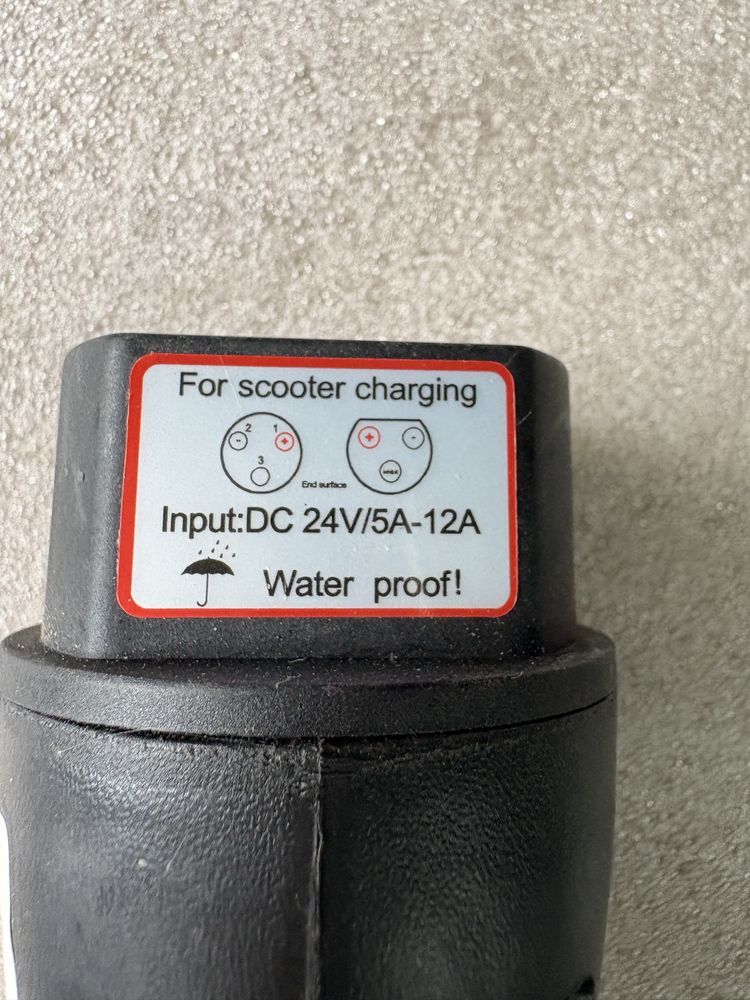 For scooter charging
2 1
- +
3
+ -
End surface
Input:DC 24V/5A-12A
Water proof!